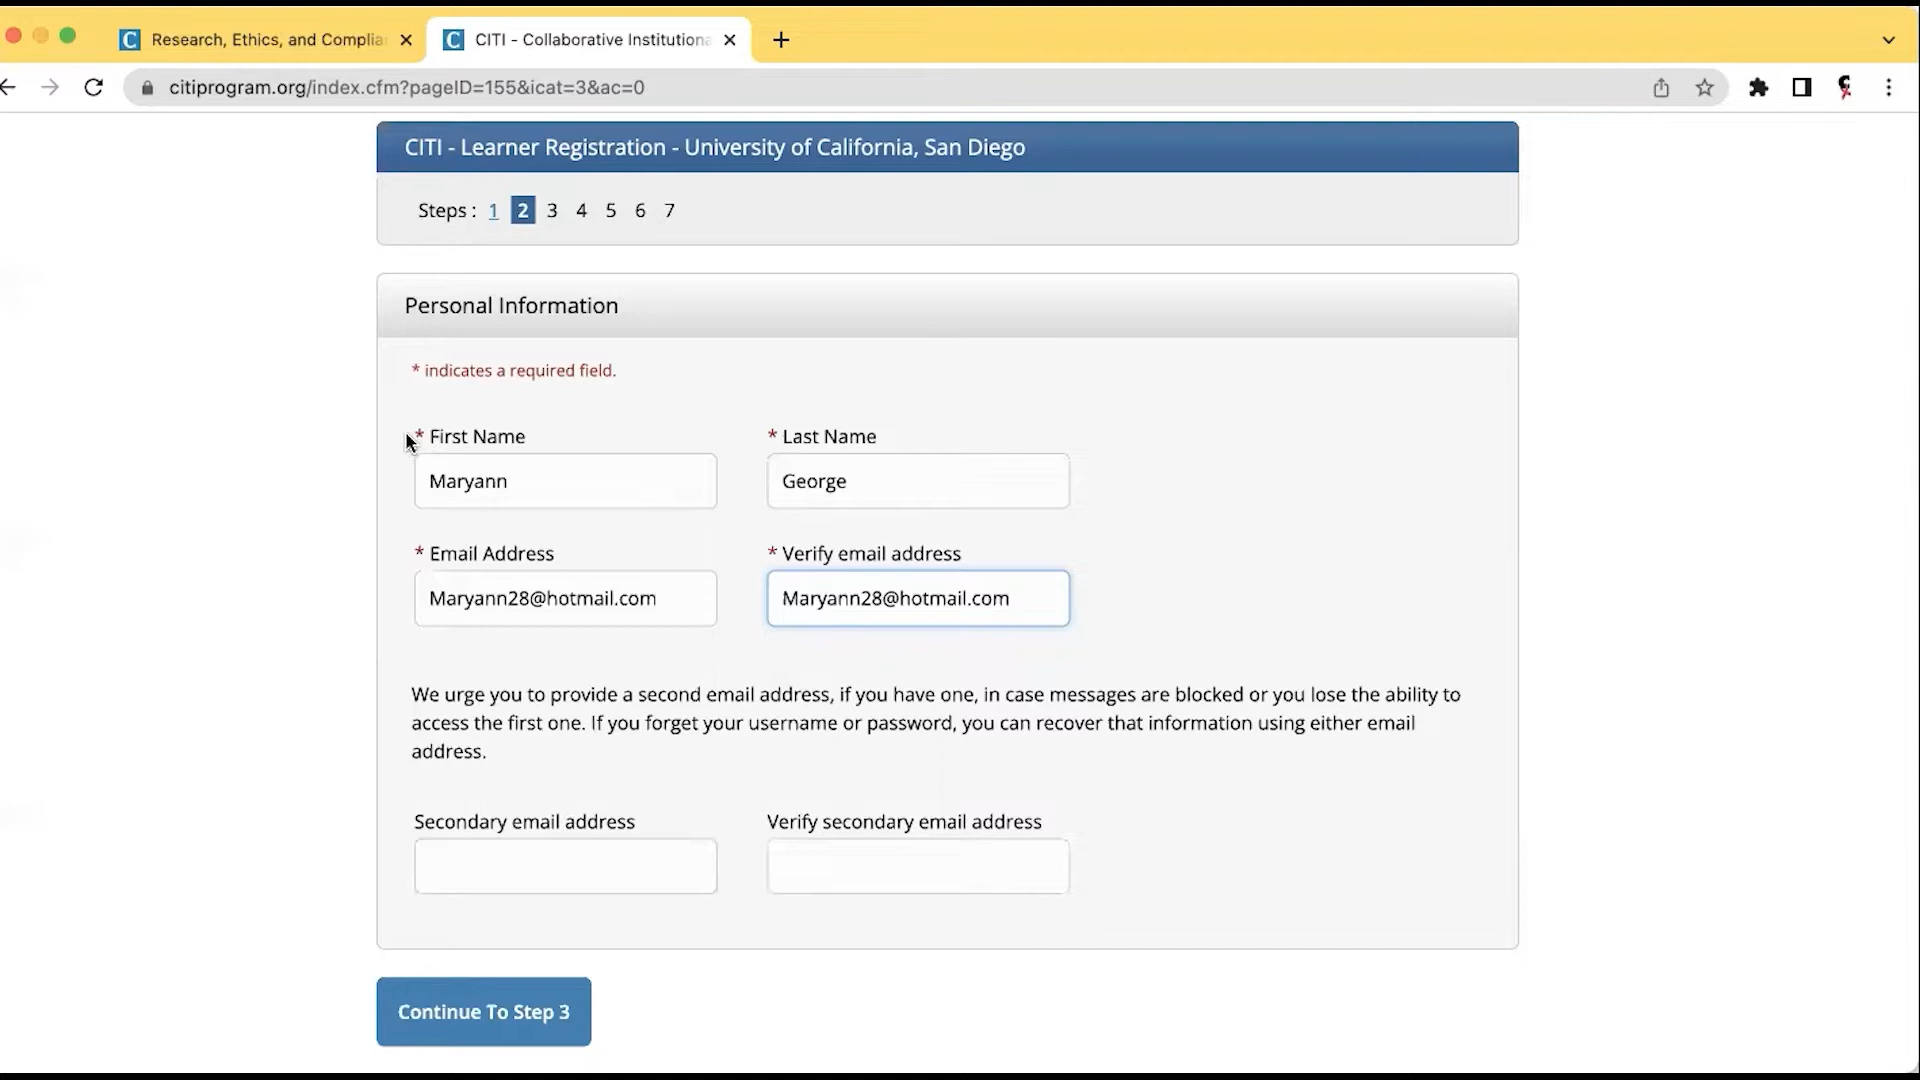 Research, Ethics, and Complia
CITI - Collaborative Instituționa
citiprogram.org/index.cfm?pageID=155&icat=3&ac=0
CITI - Learner Registration - University of California, San Diego
Steps : 1 2 3 4 5 6 7
Personal Information
* indicates a required field.
* First Name * Last Name
Maryann George
* Email Address * Verify email address
Maryann28@hotmail.com Maryann28@hotmail.com
We urge you to provide a second email address, if you have one, in case messages are blocked or you lose the ability to
access the first one. If you forget your username or password, you can recover that information using either email
address.
Secondary email address Verify secondary email address
Continue To Step 3